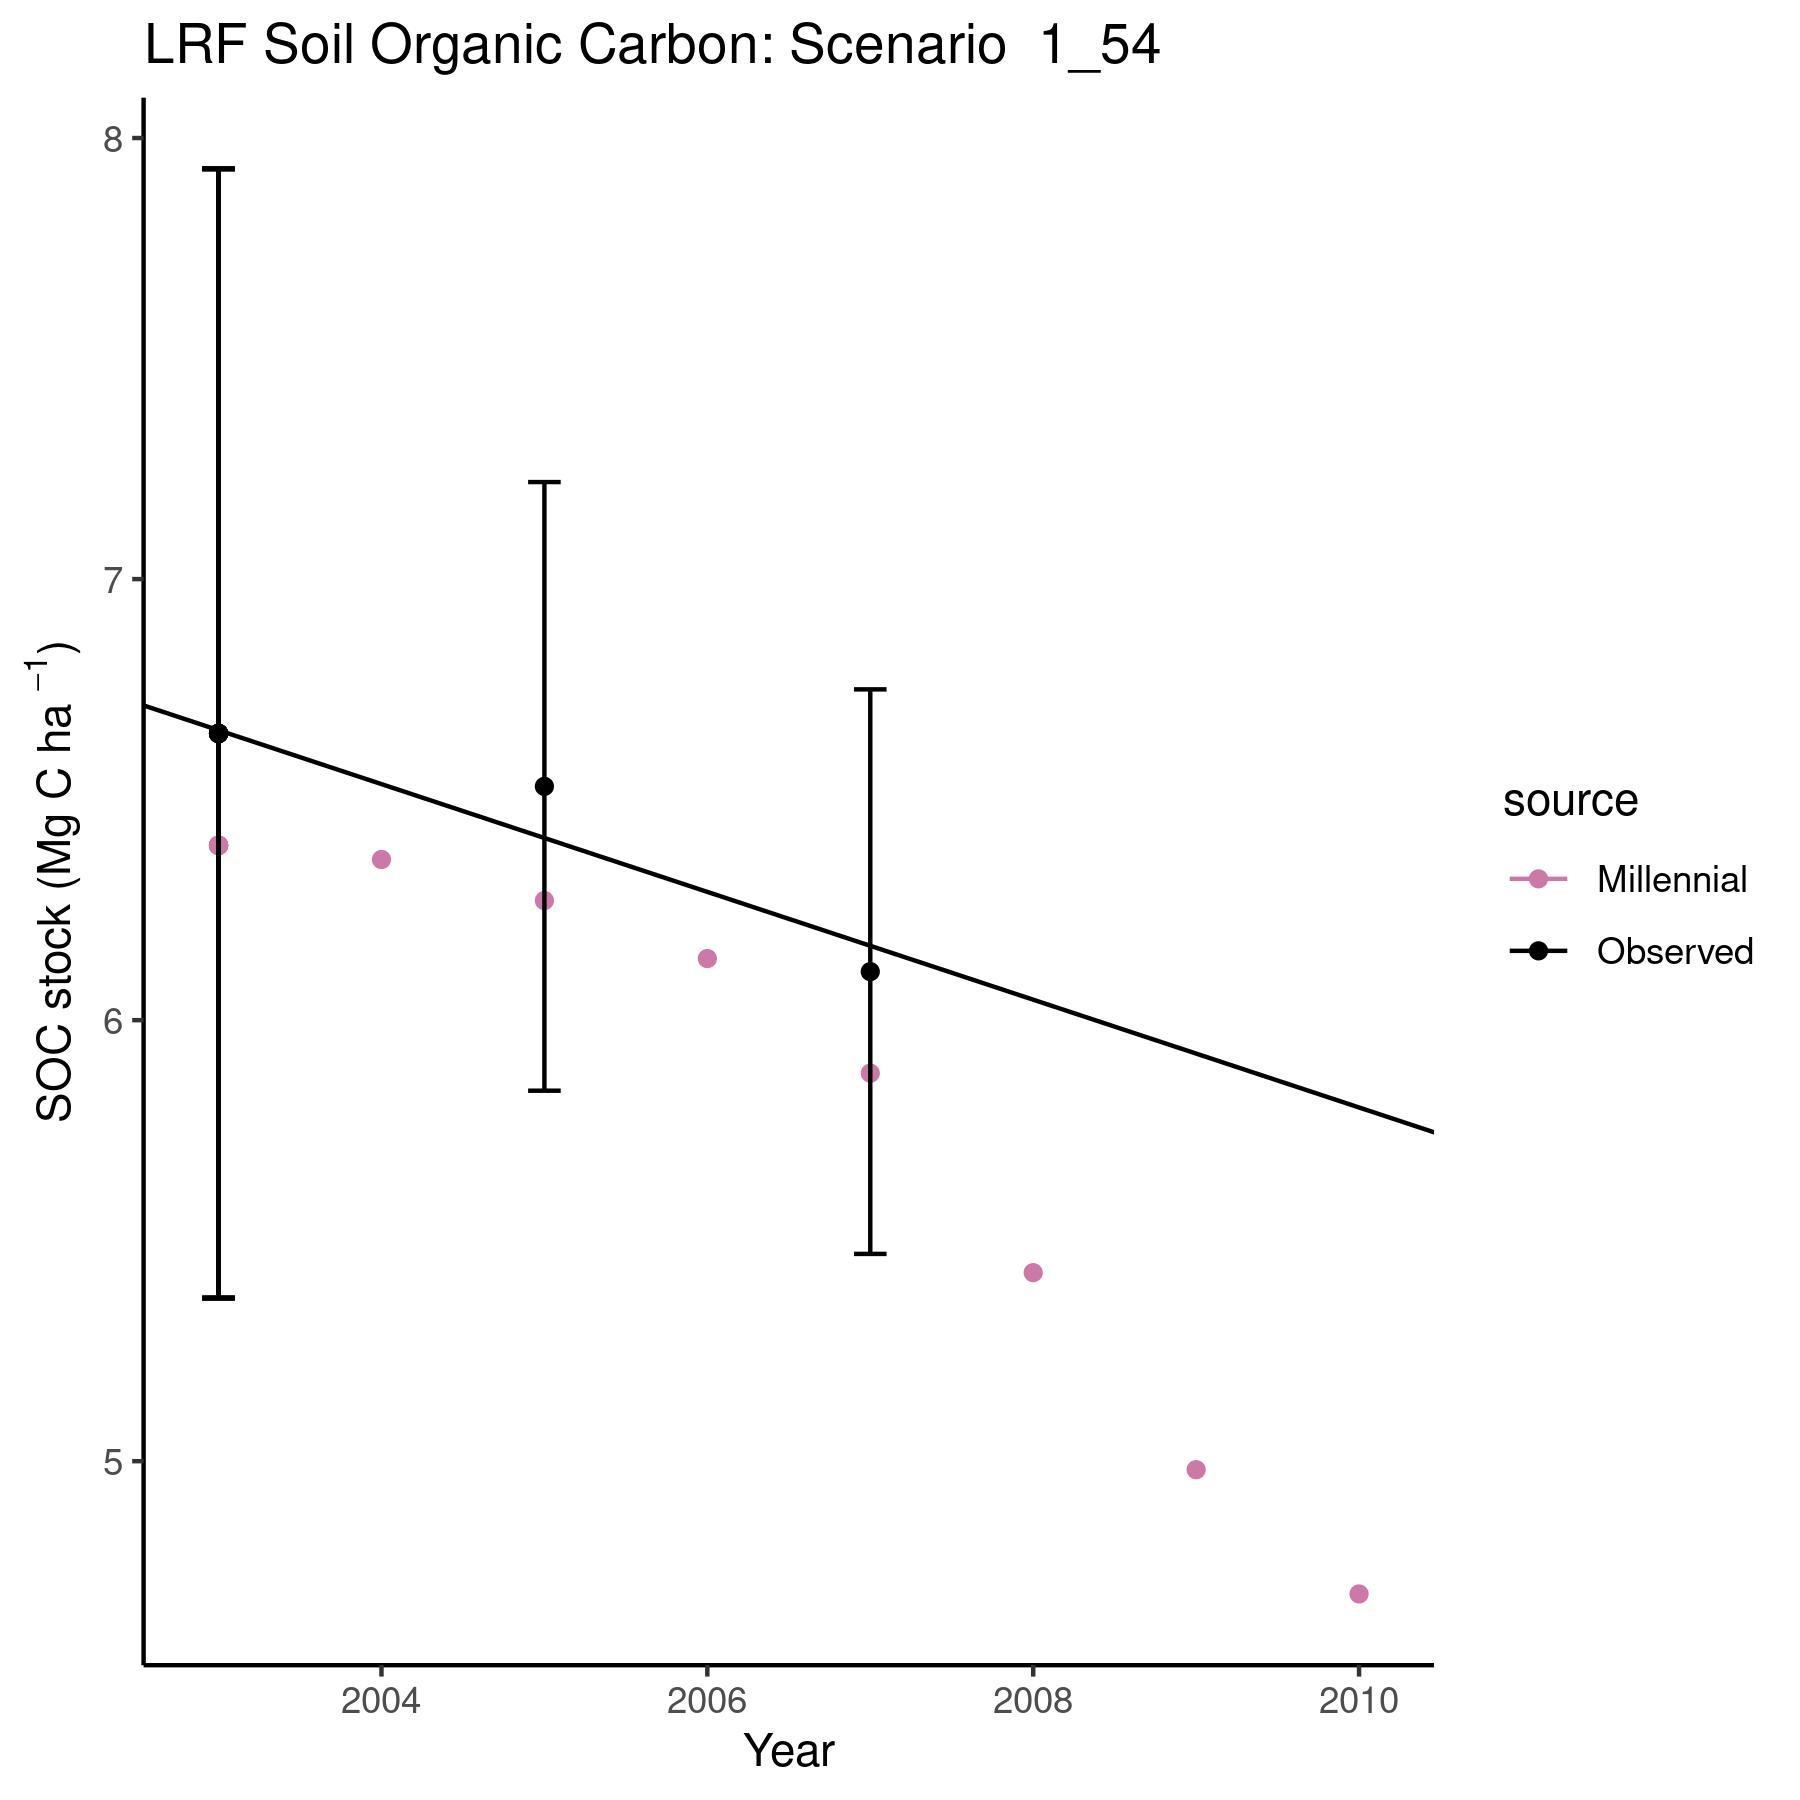 LRF Soil Organic Carbon: Scenario  1_54
8
7
6
5
SOC stock (Mg C ha ⁻¹)
2004 2006 2008 2010
Year
source
Millennial
Observed